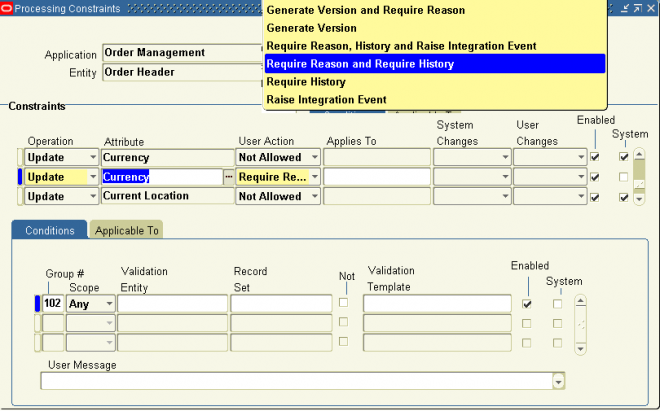 Processing Constraints
Generate Version and Require Reason
Generate Version
Require Reason, History and Raise Integration Event
Require Reason and Require History
Require History
Raise Integration Event
Application Order Management
Entity Order Header
Constraints
System User Enabled
Operation Attribute User Action Applies To Changes Changes System
Update Currency Not Allowed
Update Currency ... Require Re...
Update Current Location Not Allowed
Conditions Applicable To
Group # Validation Record Not Validation Enabled
Scope Entity Set Template System
102 Any
User Message